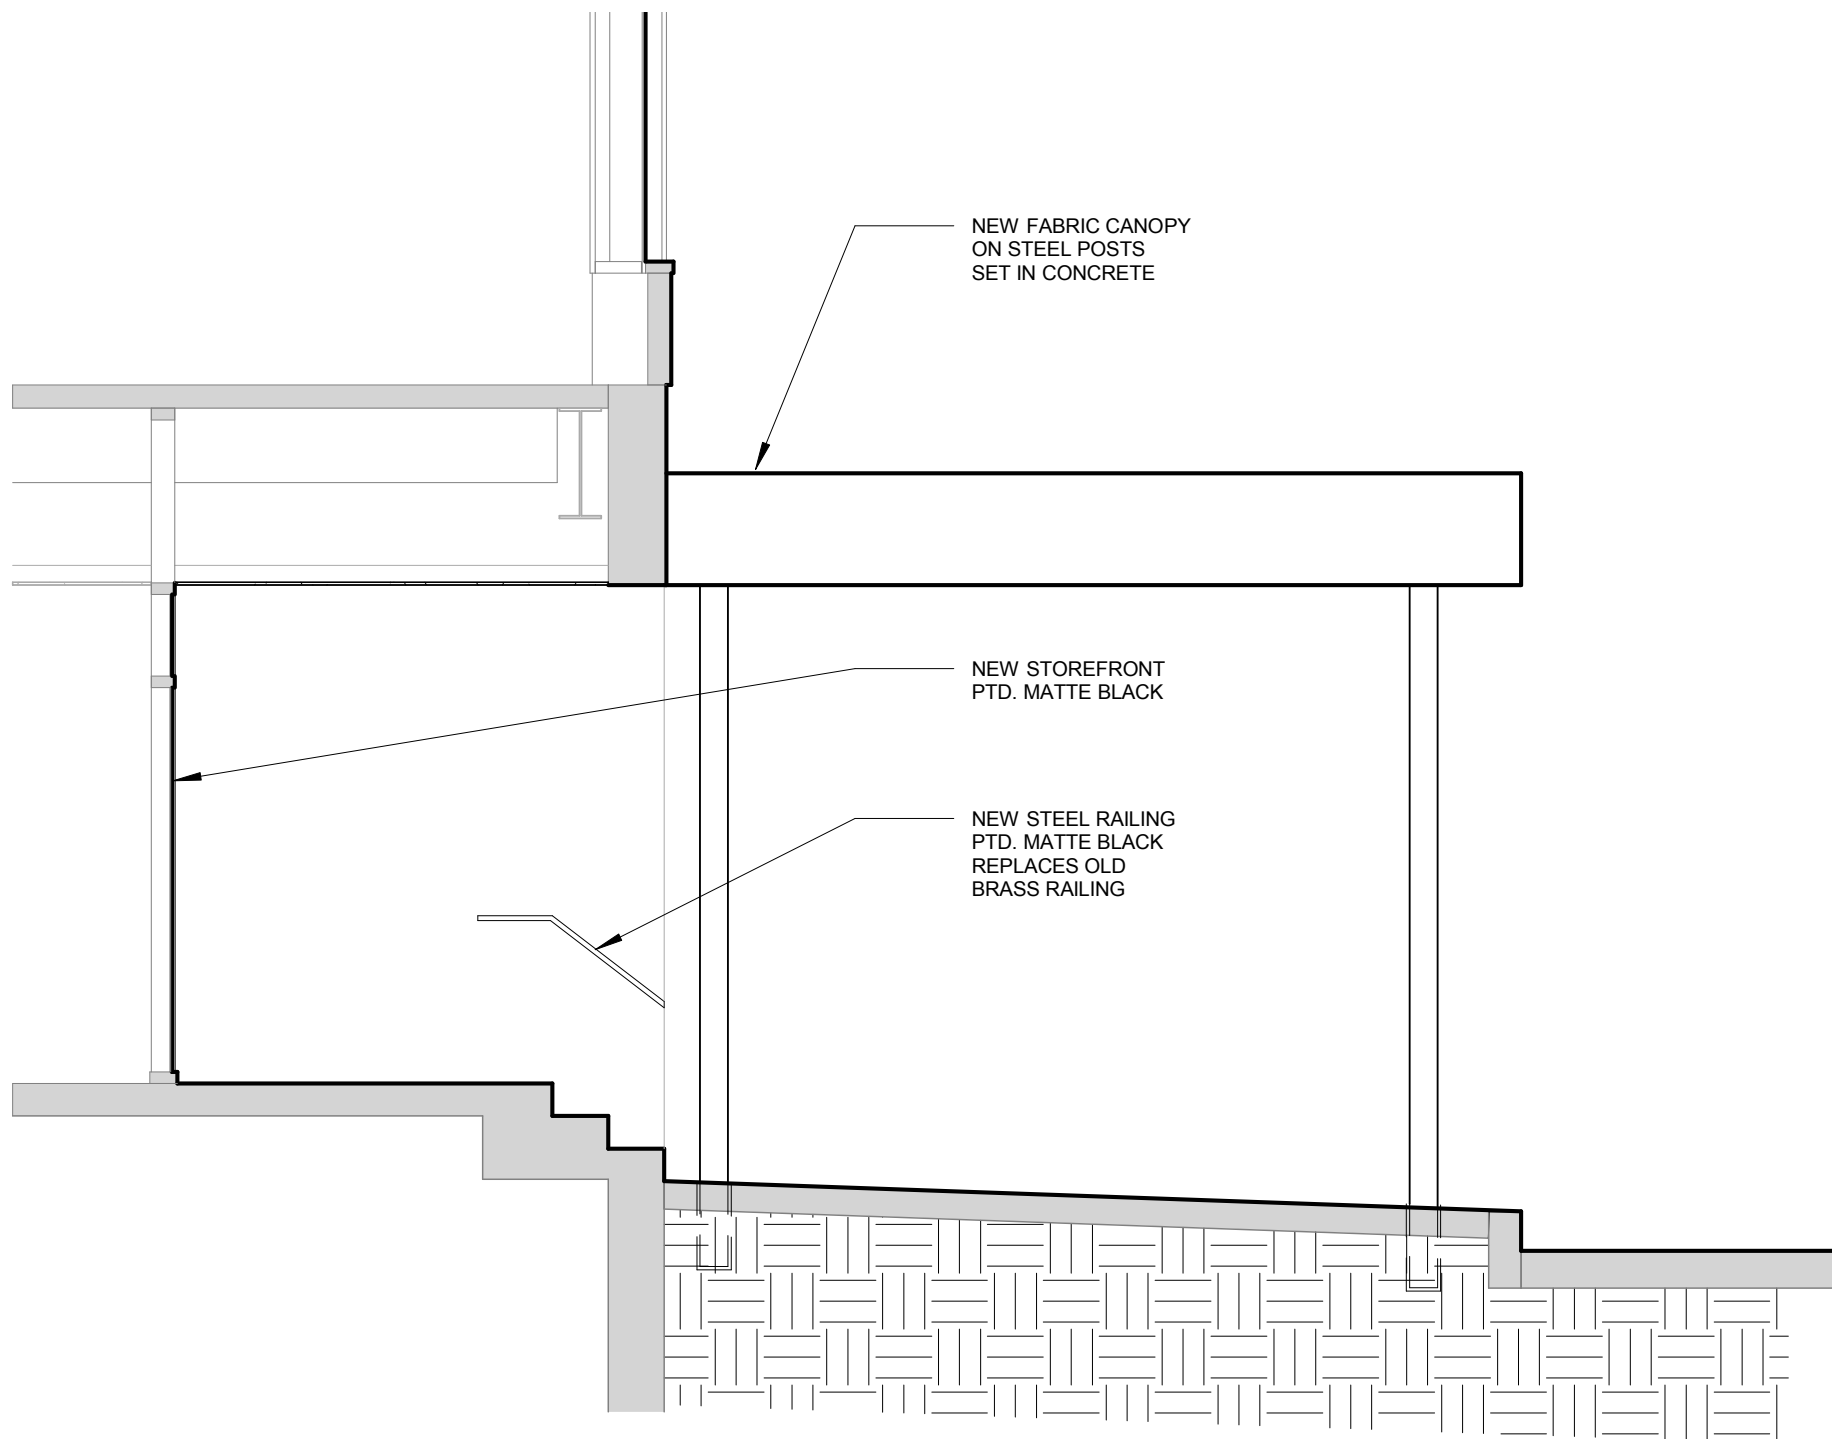 NEW FABRIC CANOPY
ON STEEL POSTS
SET IN CONCRETE
NEW STOREFRONT
PTD. MATTE BLACK
NEW STEEL RAILING
PTD. MATTE BLACK
REPLACES OLD
BRASS RAILING